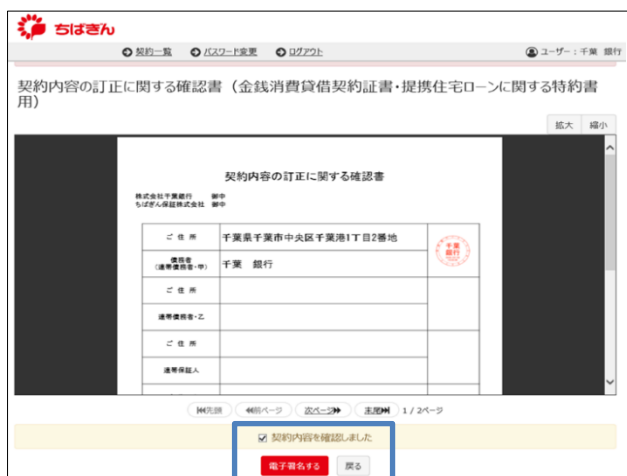 ちばぎん
契約一覧 パスワード変更 ログアウト ユーザー：千葉 銀行
契約内容の訂正に関する確認書（金銭消費貸借契約証書・提携住宅ローンに関する特約書
用）
拡大 縮小
契約内容の訂正に関する確認書
株式会社千葉銀行 御中
ちばぎん保証株式会社 御中
ご住所 千葉県千葉市中央区千葉港1丁目2番地
千葉
銀行
債務者
（連帯債務者・甲） 千葉 銀行
ご住所
連帯債務者・乙
ご住所
連帯保証人
先頭 前ページ 次ページ 末尾 1 / 2ページ
契約内容を確認しました
電子署名する 戻る